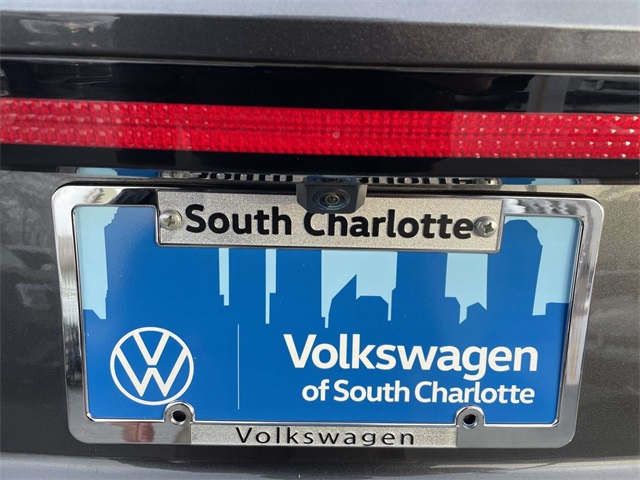 South Charlotte
Volkswagen
of South Charlotte
Volkswagen